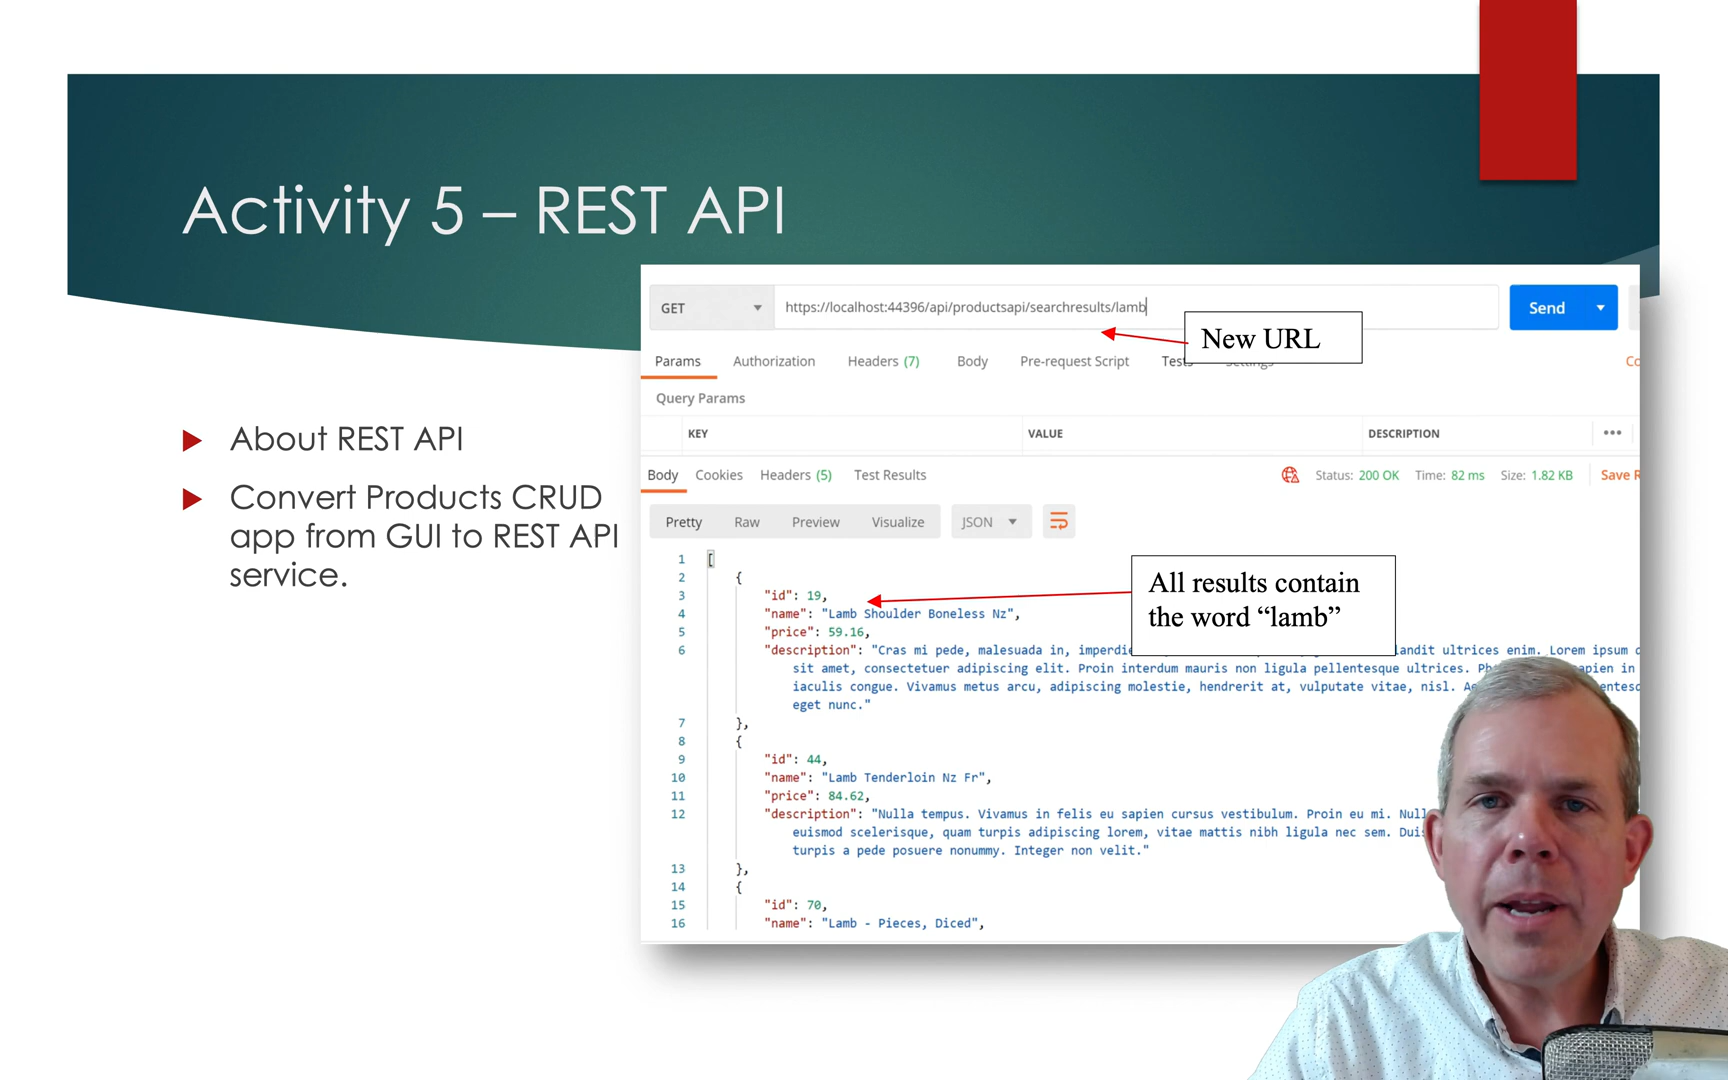 Activity 5 – REST API
About REST API
Convert Products CRUD
app from GUI to REST API
service.
GET
https://localhost:44396/api/productsapi/searchresults/lamb
Send
New URL
Params Authorization Headers (7) Body Pre-request Script Tests Settings
Query Params
KEY VALUE DESCRIPTION •••
Body Cookies Headers (5) Test Results Status: 200 OK Time: 82 ms Size: 1.82 KB Save R
Pretty Raw Preview Visualize JSON
All results contain
the word “lamb”
1 [
2 {
3 "id": 19,
4 "name": "Lamb Shoulder Boneless Nz",
5 "price": 59.16,
6 "description": "Cras mi pede, malesuada in, ultrices enim. Lorem ipsum
sit amet, consectetuer adipiscing elit. Proin interdum mauris non ligula pellentesque ultrices. in
iaculis congue. Vivamus metus arcu, adipiscing molestie, hendrerit at, vulputate vitae, nisl.
eget nunc."
7 },
8 {
9 "id": 44,
10 "name": "Lamb Tenderloin Nz Fr",
11 "price": 84.62,
12 "description": "Nulla tempus. Vivamus in felis eu sapien cursus vestibulum. Proin eu mi.
euismod scelerisque, quam turpis adipiscing lorem, vitae mattis nibh ligula nec sem.
turpis a pede posuere nonummy. Integer non velit."
13 },
14 {
15 "id": 70,
16 "name": "Lamb - Pieces, Diced",